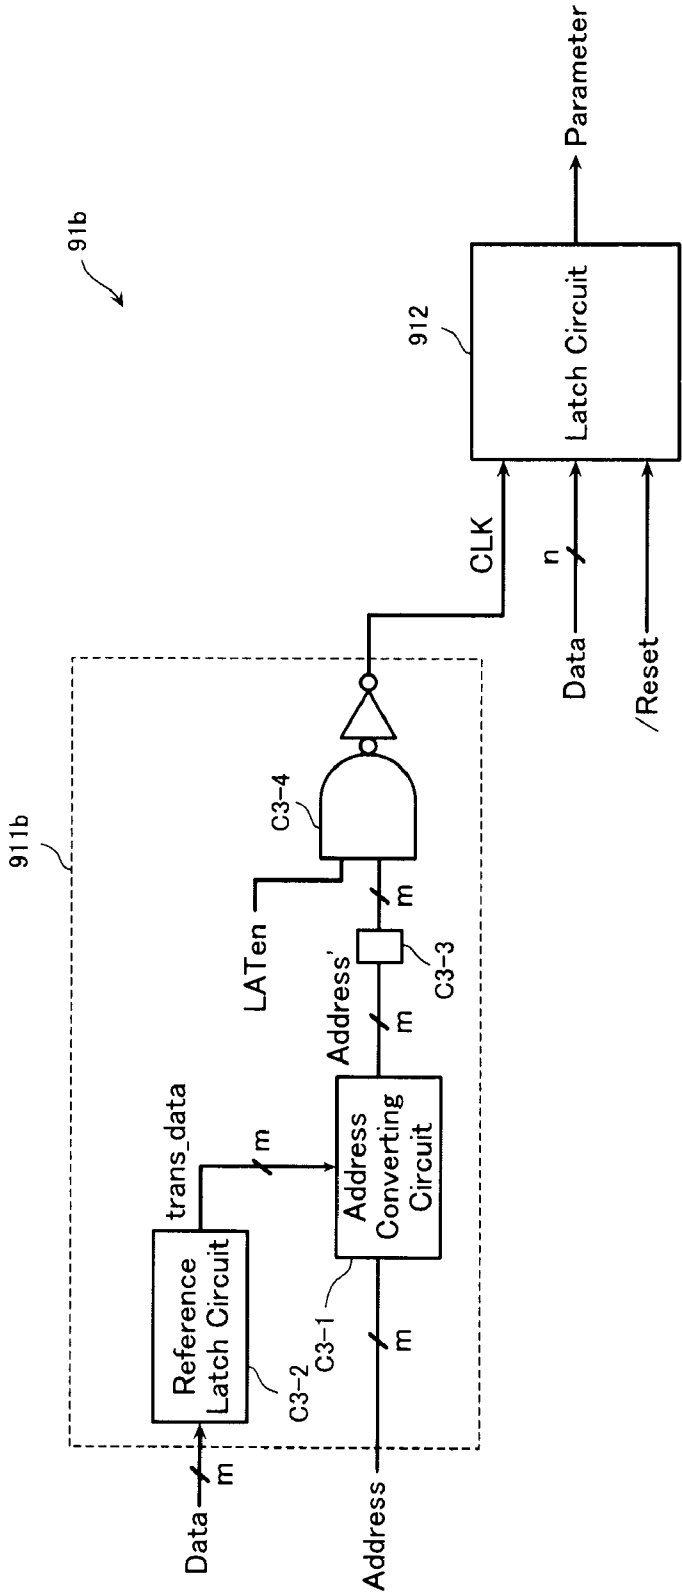 91b
911b
Data
m
Reference
Latch Circuit
C3-2
trans_data
m
Address
m
C3-1
Address
Converting
Circuit
Address'
m
C3-3
m
LATen
C3-4
CLK
Data
n
/Reset
912
Latch Circuit
Parameter